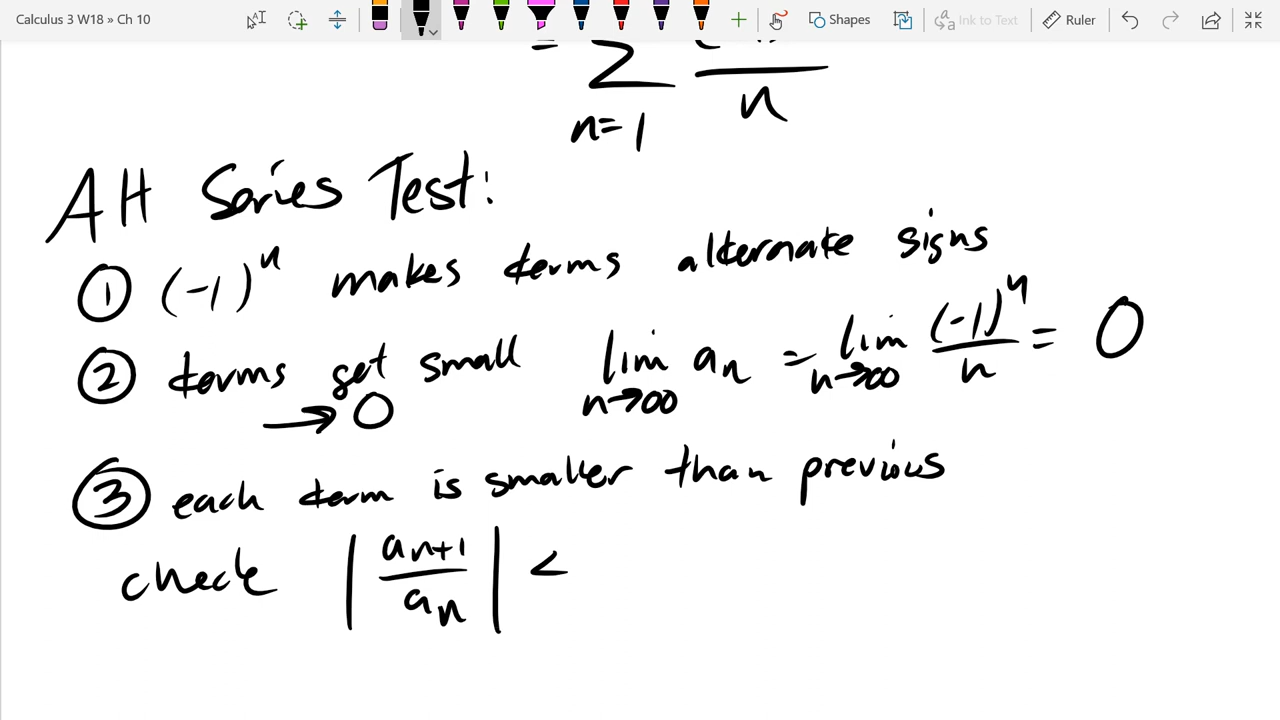 Calculus 3 W18 » Ch 10
Shapes
Ink to Text
Ruler
= ∑ n=1 / n
Alt Series Test:
① (-1)^n makes terms alternate signs
② terms get small lim n→∞ a_n = lim n→∞ (-1)^n / n = 0
→ 0
③ each term is smaller than previous
check | a_{n+1} / a_n | <